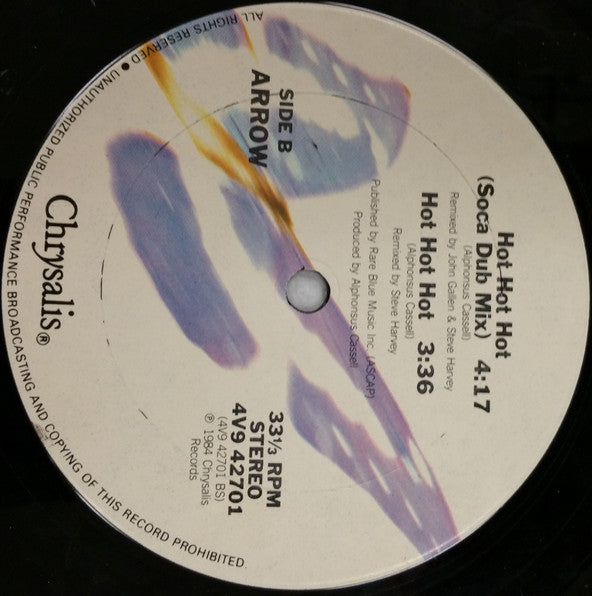 Hot Hot Hot
(Soca Dub Mix) 4:17
(Alphonsus Cassell)
Remixed by John Gallen & Steve Harvey
Hot Hot Hot 3:36
(Alphonsus Cassell)
Remixed by Steve Harvey
Published by Rare Blue Music Inc. (ASCAP)
Produced by Alphonsus Cassell
SIDE B
ARROW
33⅓ RPM
STEREO
4V9 42701
(4V9 42701 BS)
℗ 1984 Chrysalis
Records
Chrysalis®
ALL RIGHTS RESERVED • UNAUTHORIZED PUBLIC PERFORMANCE BROADCASTING AND COPYING OF THIS RECORD PROHIBITED.